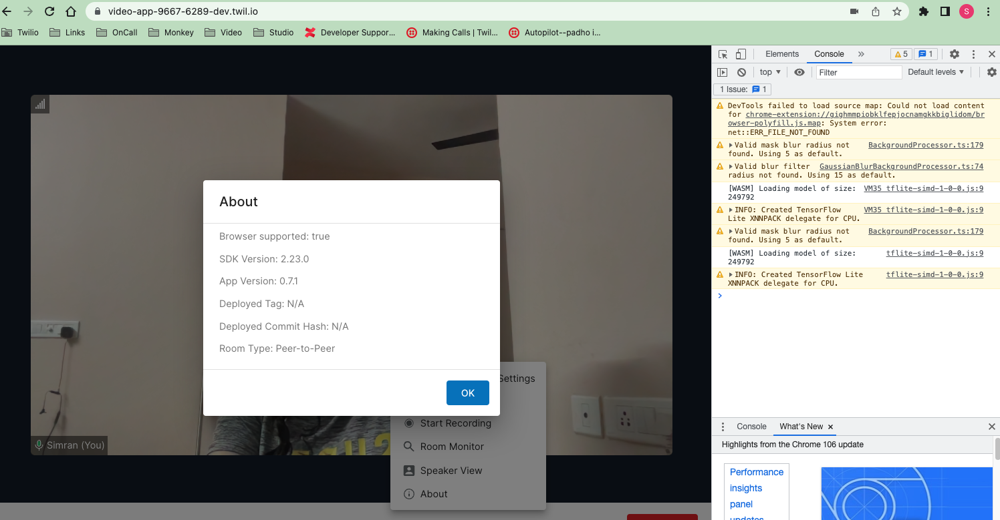 video-app-9667-6289-dev.twil.io
S
Twilio
Links
OnCall
Monkey
Video
Studio
Developer Suppor...
Making Calls | Twil...
Autopilot--padho i...
About
Browser supported: true
SDK Version: 2.23.0
App Version: 0.7.1
Deployed Tag: N/A
Deployed Commit Hash: N/A
Room Type: Peer-to-Peer
OK
Settings
Start Recording
Room Monitor
Speaker View
About
Simran (You)
Elements
Console
5
1
top
Filter
Default levels
1 Issue:
1
DevTools failed to load source map: Could not load content
for chrome-extension://gighmmpiobklfepjocnamgkkbiglidom/br
owser-polyfill.js.map: System error:
net::ERR_FILE_NOT_FOUND
Valid mask blur radius not BackgroundProcessor.ts:179
found. Using 5 as default.
Valid blur filter GaussianBlurBackgroundProcessor.ts:74
radius not found. Using 15 as default.
[WASM] Loading model of size: VM35 tflite-simd-1-0-0.js:9
249792
INFO: Created TensorFlow VM35 tflite-simd-1-0-0.js:9
Lite XNNPACK delegate for CPU.
Valid mask blur radius not BackgroundProcessor.ts:179
found. Using 5 as default.
[WASM] Loading model of size: tflite-simd-1-0-0.js:9
249792
INFO: Created TensorFlow Lite tflite-simd-1-0-0.js:9
XNNPACK delegate for CPU.
Console
What's New
Highlights from the Chrome 106 update
Performance
insights
panel
updates